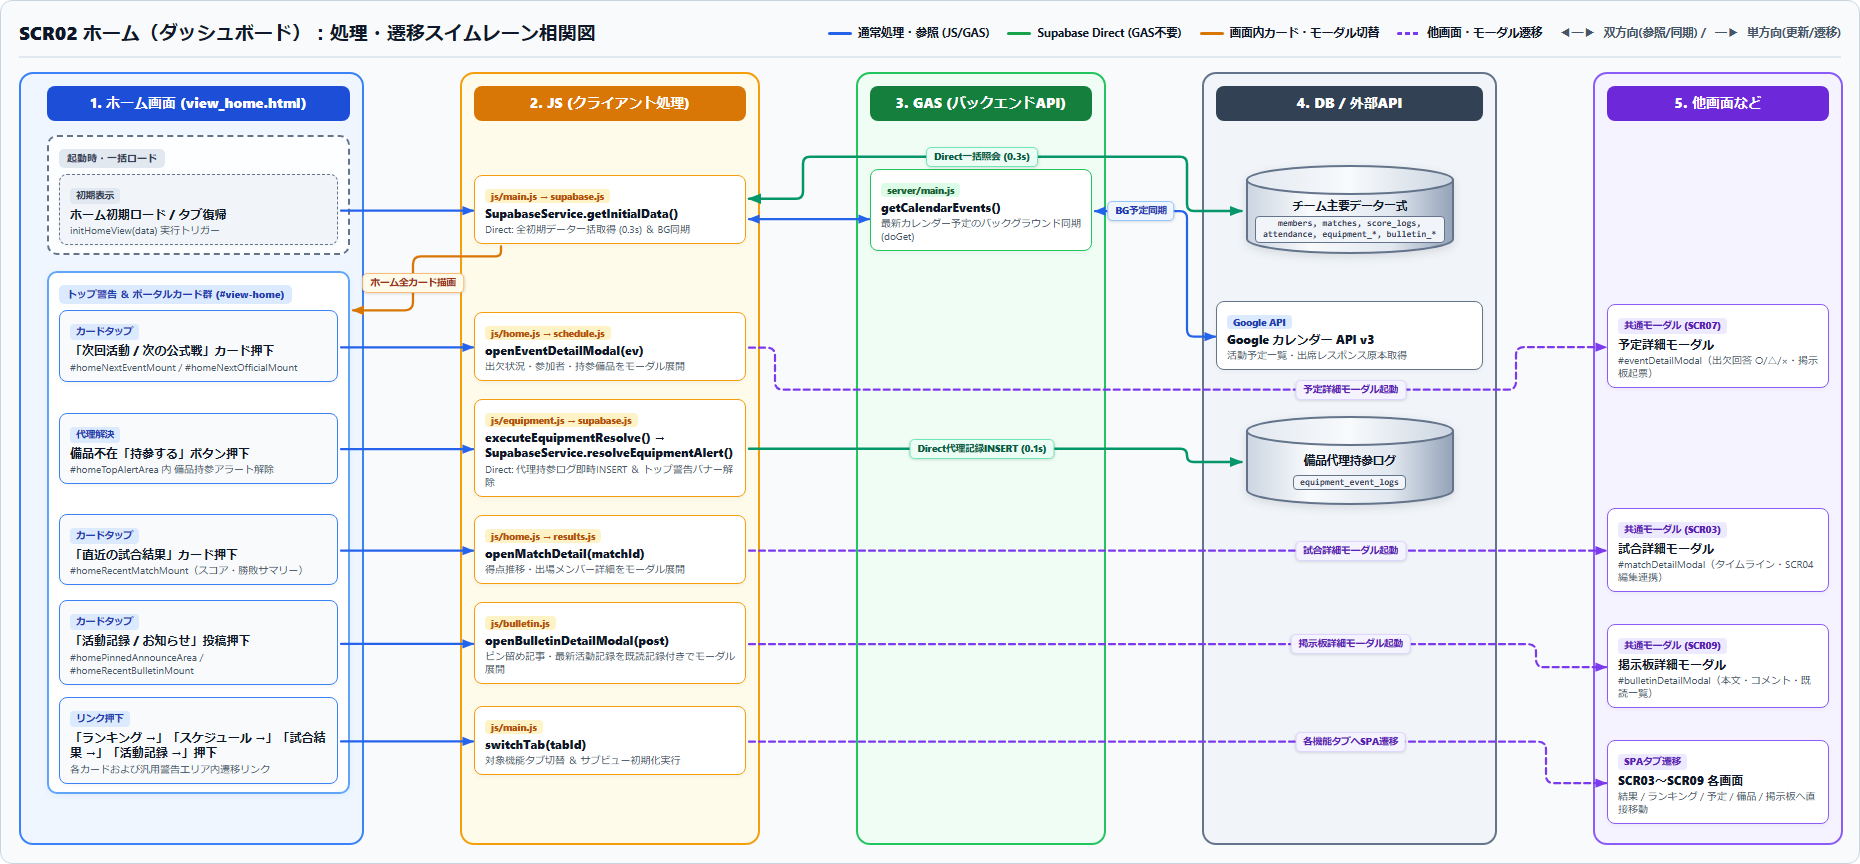 SCR02 ホーム（ダッシュボード）：処理・遷移スイムレーン相関図
通常処理・参照 (JS/GAS)
Supabase Direct (GAS不要)
画面内カード・モーダル切替
他画面・モーダル遷移
◀─▶ 双方向(参照/同期) / ─▶ 単方向(更新/遷移)
1. ホーム画面 (view_home.html)
起動時・一括ロード
初期表示
ホーム初期ロード / タブ復帰
initHomeView(data) 実行トリガー
トップ警告 & ポータルカード群 (#view-home)
カードタップ
「次回活動 / 次の公式戦」カード押下
#homeNextEventMount / #homeNextOfficialMount
代理解決
備品不在「持参する」ボタン押下
#homeTopAlertArea 内 備品持参アラート解除
カードタップ
「直近の試合結果」カード押下
#homeRecentMatchMount（スコア・勝敗サマリー）
カードタップ
「活動記録 / お知らせ」投稿押下
#homePinnedAnnounceArea /
#homeRecentBulletinMount
リンク押下
「ランキング →」「スケジュール →」「試合結
果 →」「活動記録 →」押下
各カードおよび汎用警告エリア内遷移リンク
ホーム全カード描画
2. JS (クライアント処理)
js/main.js → supabase.js
SupabaseService.getInitialData()
Direct: 全初期データ一括取得 (0.3s) & BG同期
js/home.js → schedule.js
openEventDetailModal(ev)
出欠状況・参加者・持参備品をモーダル展開
js/equipment.js → supabase.js
executeEquipmentResolve() →
SupabaseService.resolveEquipmentAlert()
Direct: 代理持参ログ即時INSERT & トップ警告バナー解
除
js/home.js → results.js
openMatchDetail(matchId)
得点推移・出場メンバー詳細をモーダル展開
js/bulletin.js
openBulletinDetailModal(post)
ピン留め記事・最新活動記録を既読記録付きでモーダル
展開
js/main.js
switchTab(tabId)
対象機能タブ切替 & サブビュー初期化実行
3. GAS (バックエンドAPI)
Direct一括照会 (0.3s)
server/main.js
getCalendarEvents()
最新カレンダー予定のバックグラウンド同期
(doGet)
BG予定同期
Direct代理記録INSERT (0.1s)
4. DB / 外部API
チーム主要データ一式
members, matches, score_logs,
attendance, equipment_*, bulletin_*
Google API
Google カレンダー API v3
活動予定一覧・出席レスポンス原本取得
予定詳細モーダル起動
備品代理持参ログ
equipment_event_logs
試合詳細モーダル起動
掲示板詳細モーダル起動
各機能タブへSPA遷移
5. 他画面など
共通モーダル (SCR07)
予定詳細モーダル
#eventDetailModal（出欠回答 ○/△/×・掲示
板起票）
共通モーダル (SCR03)
試合詳細モーダル
#matchDetailModal（タイムライン・SCR04
編集連携）
共通モーダル (SCR09)
掲示板詳細モーダル
#bulletinDetailModal（本文・コメント・既
読一覧）
SPAタブ遷移
SCR03〜SCR09 各画面
結果 / ランキング / 予定 / 備品 / 掲示板へ直
接移動